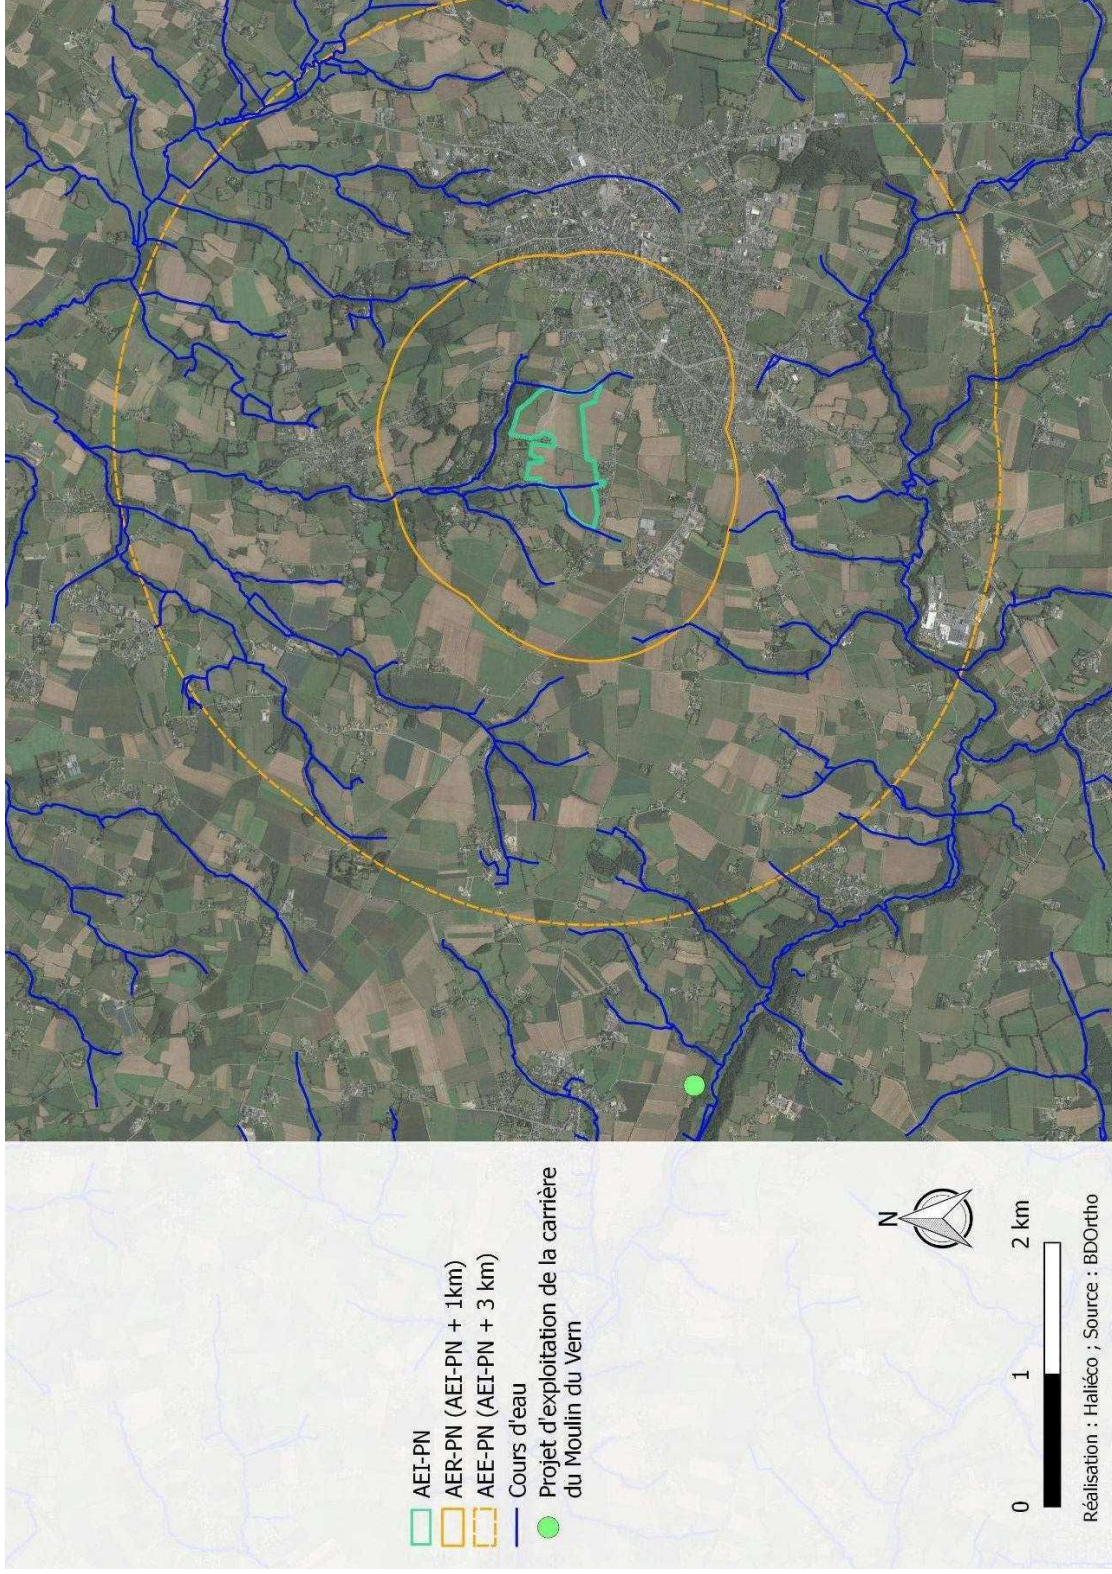 AEI-PN
AER-PN (AEI-PN + 1km)
AEE-PN (AEI-PN + 3 km)
Cours d'eau
Projet d'exploitation de la carrière
du Moulin du Vern
N
0 1 2 km
Réalisation : Haliéco ; Source : BDOrtho